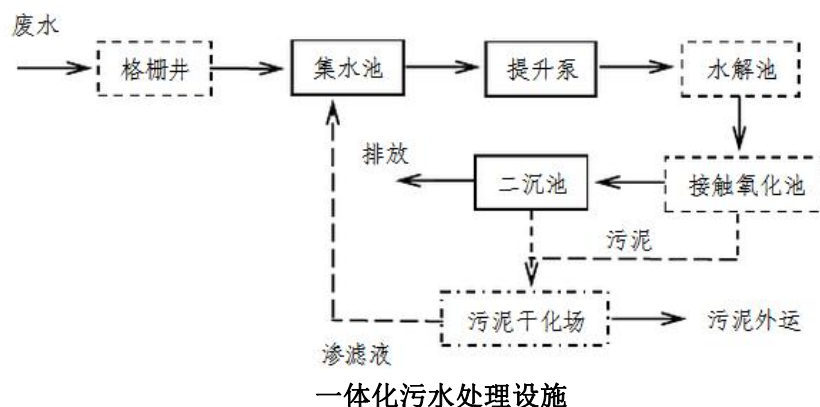 废水
格栅井
集水池
提升泵
水解池
排放
二沉池
接触氧化池
污泥
污泥干化场
污泥外运
渗滤液
一体化污水处理设施